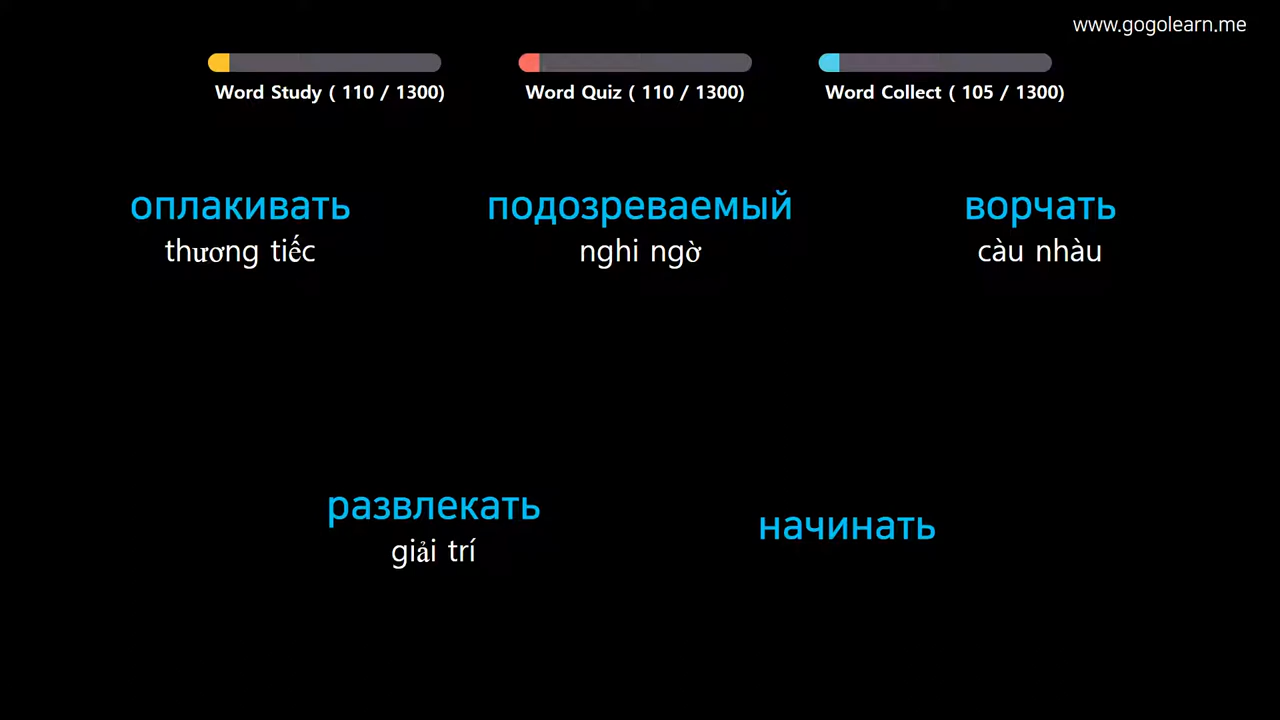 www.gogolearn.me
Word Study ( 110 / 1300)
Word Quiz ( 110 / 1300)
Word Collect ( 105 / 1300)
оплакивать
thương tiếc
подозреваемый
nghi ngờ
ворчать
càu nhàu
развлекать
giải trí
начинать